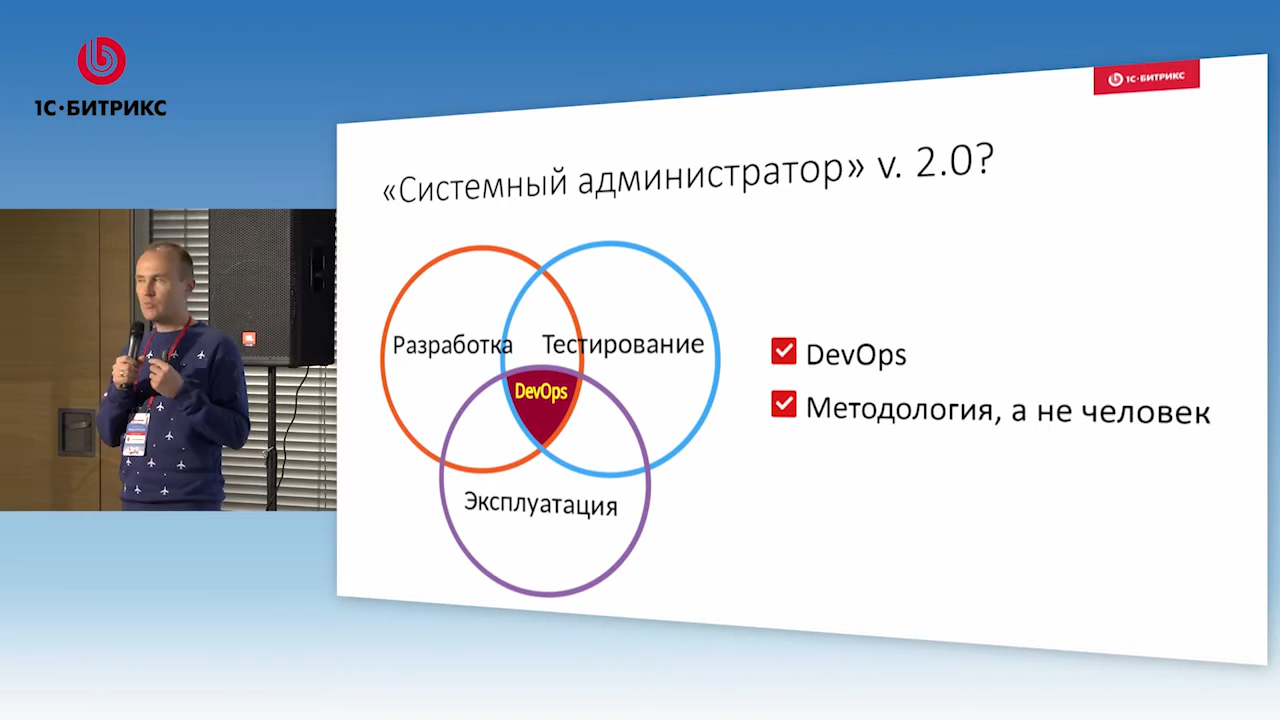 1С·БИТРИКС
1С·БИТРИКС
«Системный администратор» v. 2.0?
Разработка
Тестирование
DevOps
Эксплуатация
DevOps
Методология, а не человек